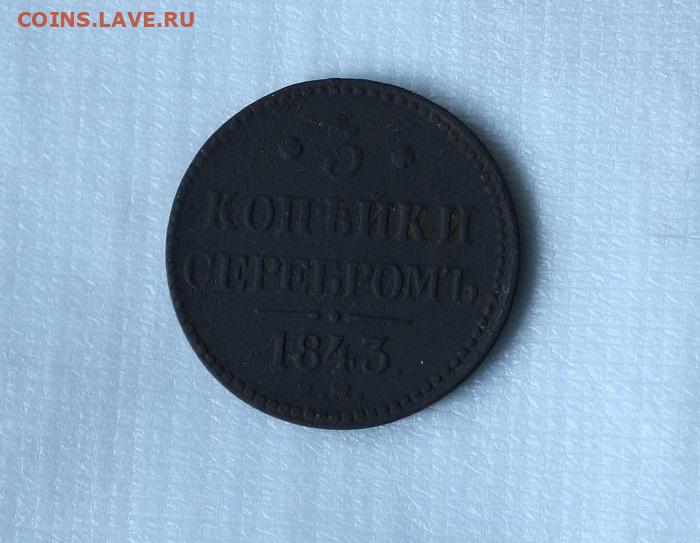 COINS.LAVE.RU
· 3 ·
КОПѢЙКИ
СЕРЕБРОМЪ.
1843.